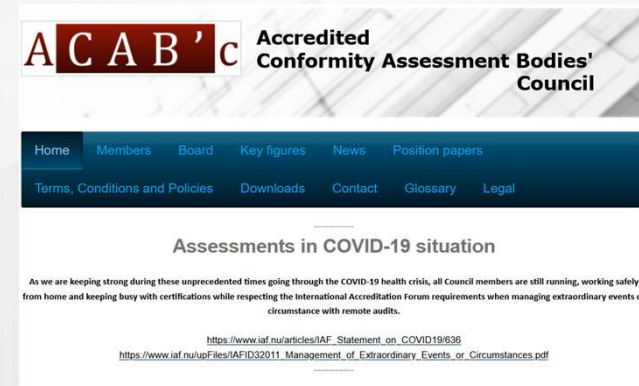 ACAB'c
Accredited
Conformity Assessment Bodies'
Council
Home Members Board Key figures News Position papers
Terms, Conditions and Policies Downloads Contact Glossary Legal
------------
Assessments in COVID-19 situation
As we are keeping strong during these unprecedented times going through the COVID-19 health crisis, all Council members are still running, working safely
from home and keeping busy with certifications while respecting the International Accreditation Forum requirements when managing extraordinary events
circumstance with remote audits.
https://www.iaf.nu/articles/IAF_Statement_on_COVID19/636
https://www.iaf.nu/upFiles/IAFID32011_Management_of_Extraordinary_Events_or_Circumstances.pdf
------------